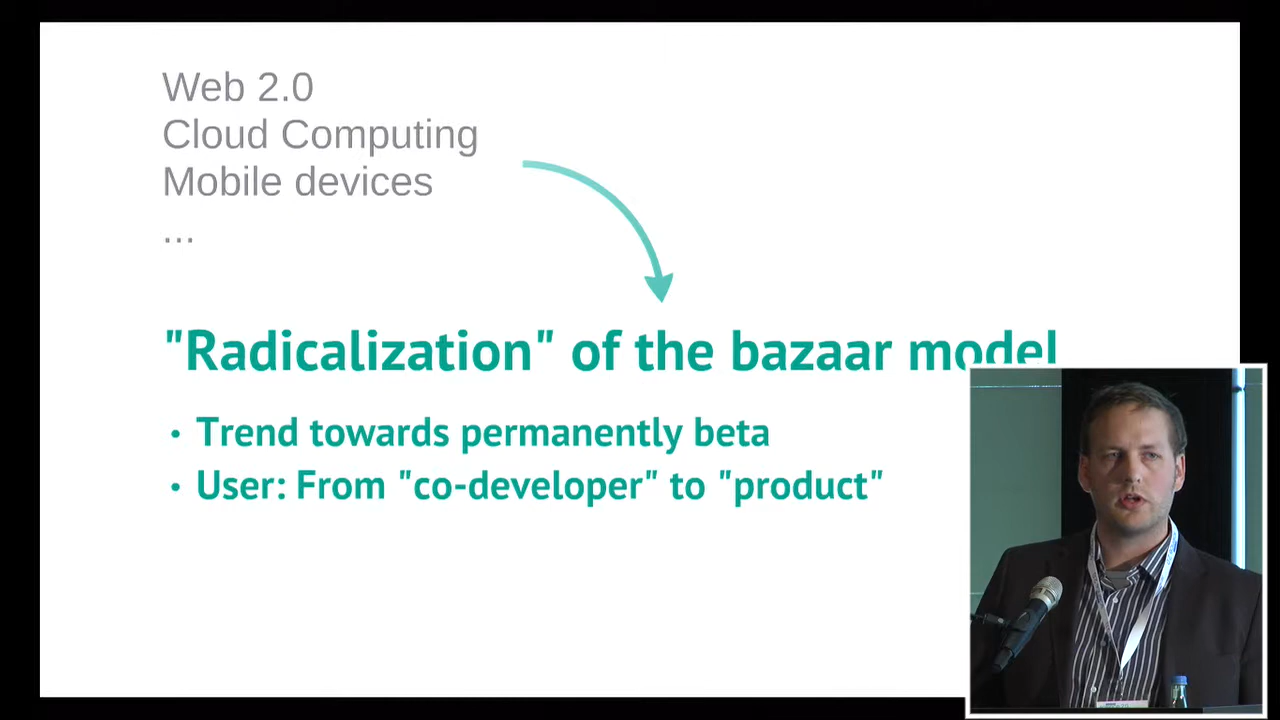 Web 2.0
Cloud Computing
Mobile devices
...
"Radicalization" of the bazaar model
• Trend towards permanently beta
• User: From "co-developer" to "product"